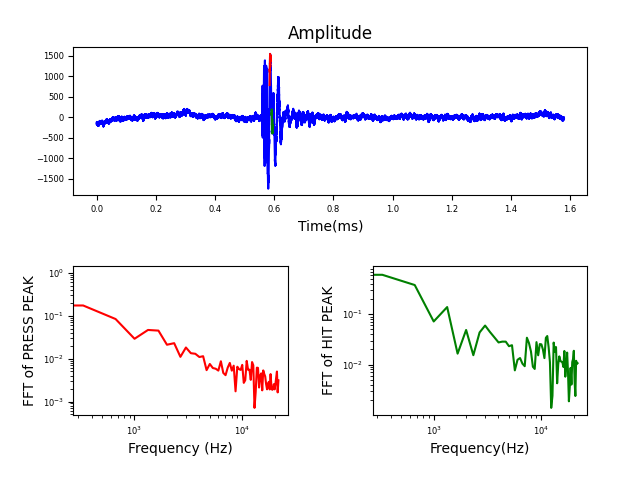 Amplitude
1500
1000
500
0
−500
−1000
−1500
0.0 0.2 0.4 0.6 0.8 1.0 1.2 1.4 1.6
Time(ms)
FFT of PRESS PEAK
10⁰
10⁻¹
10⁻²
10⁻³
10³ 10⁴
Frequency (Hz)
FFT of HIT PEAK
10⁻¹
10⁻²
10³ 10⁴
Frequency(Hz)